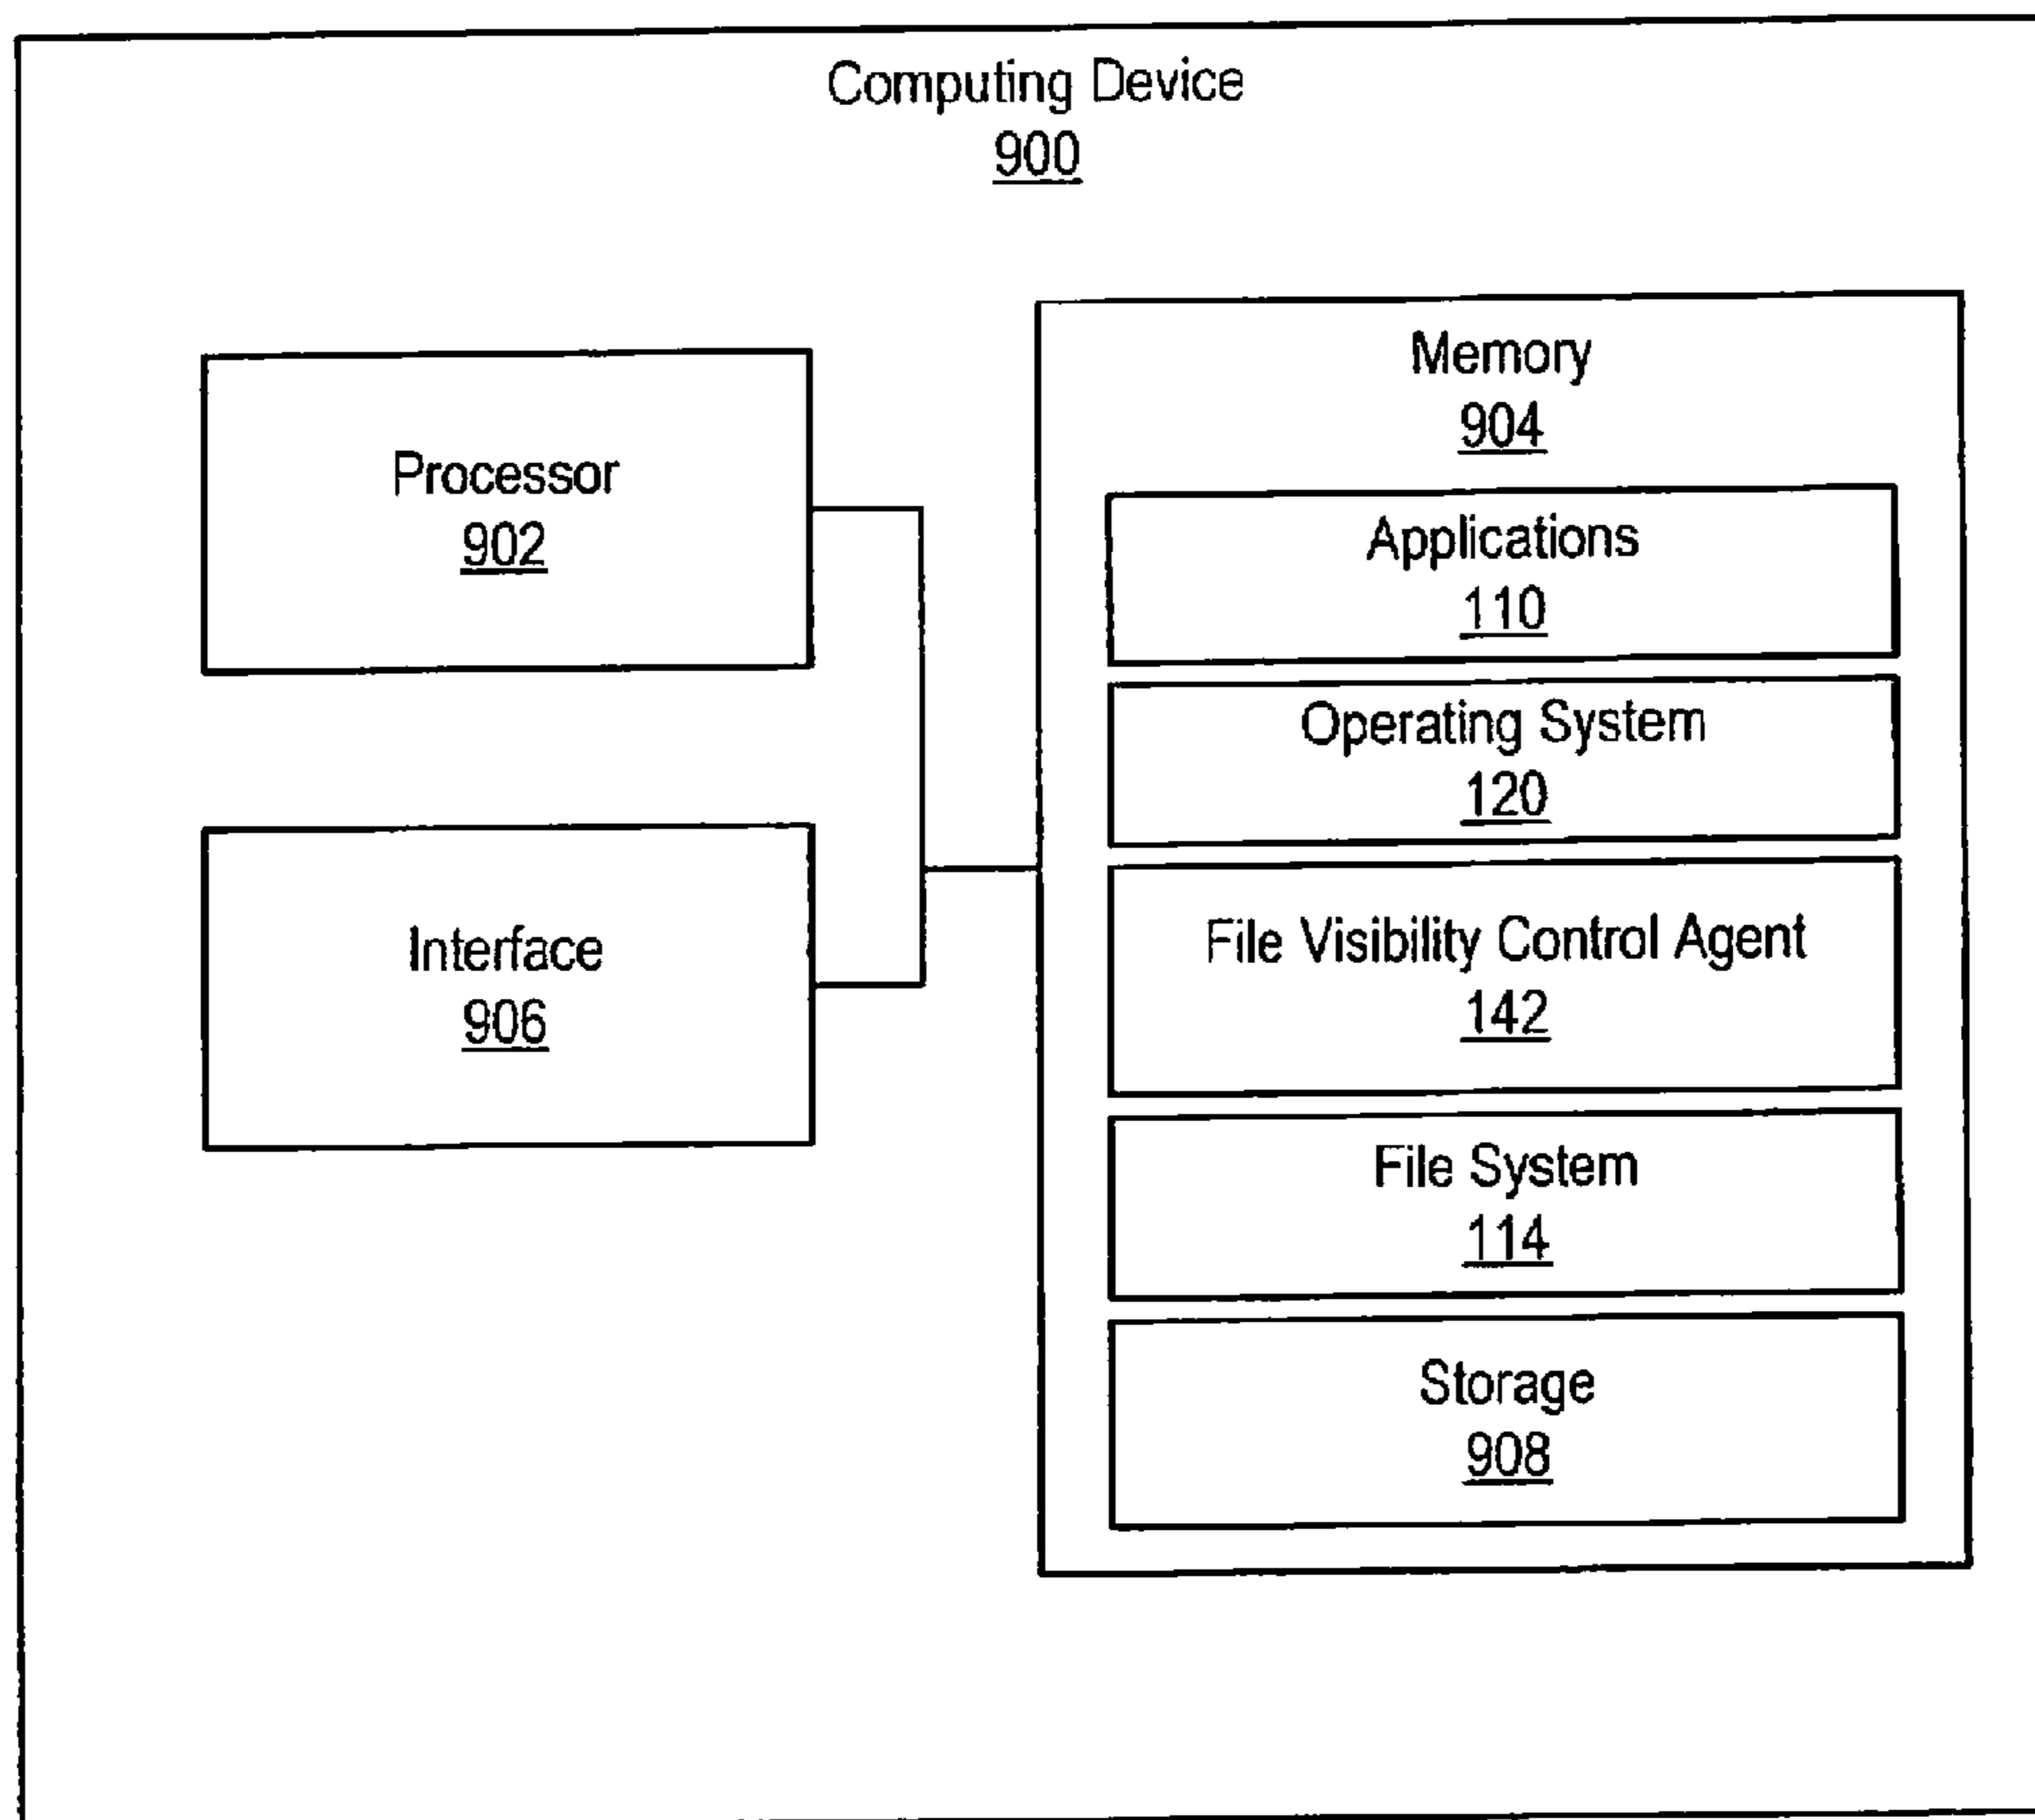 Computing Device
900
Processor
902
Interface
906
Memory
904
Applications
110
Operating System
120
File Visibility Control Agent
142
File System
114
Storage
908